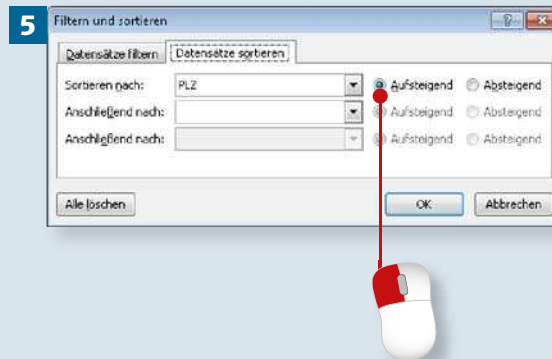 5
Filtern und sortieren
Datensätze filtern Datensätze sortieren
Sortieren nach: PLZ Aufsteigend Absteigend
Anschließend nach: Aufsteigend Absteigend
Anschließend nach: Aufsteigend Absteigend
Alle löschen OK Abbrechen